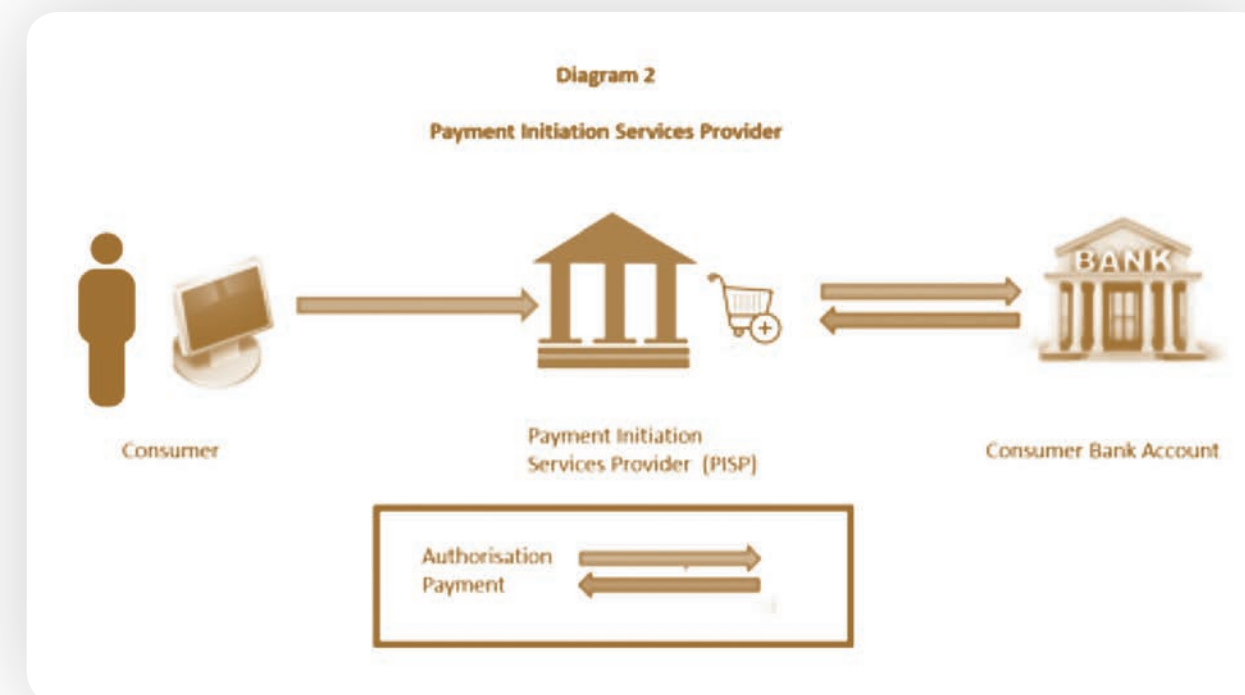 Diagram 2
Payment Initiation Services Provider
BANK
Consumer
Payment Initiation
Services Provider (PISP)
Consumer Bank Account
Authorisation
Payment